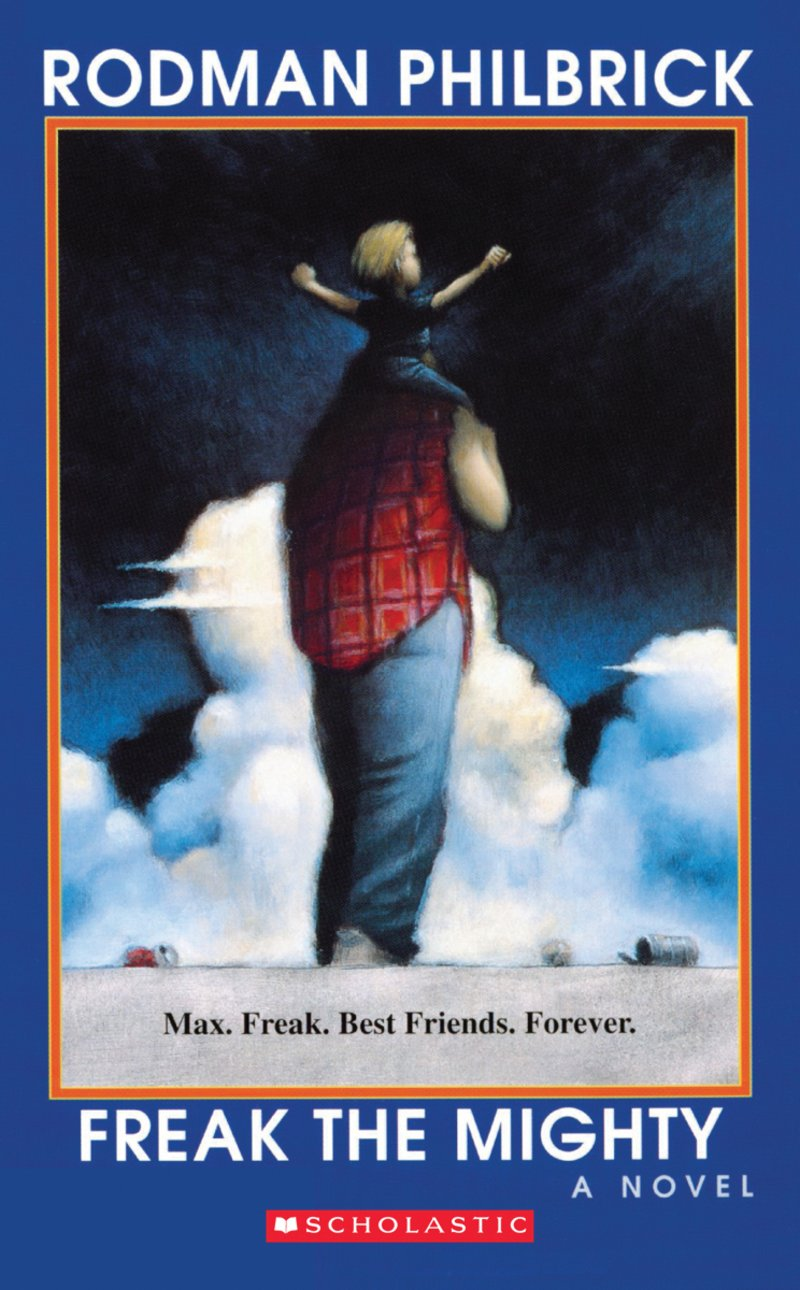 RODMAN PHILBRICK
Max. Freak. Best Friends. Forever.
FREAK THE MIGHTY
A NOVEL
SCHOLASTIC